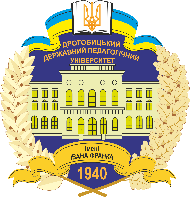 ДРОГОБИЦЬКИЙ
ДЕРЖАВНИЙ ПЕДАГОГІЧНИЙ
УНІВЕРСИТЕТ
імені
ІВАНА ФРАНКА
1940